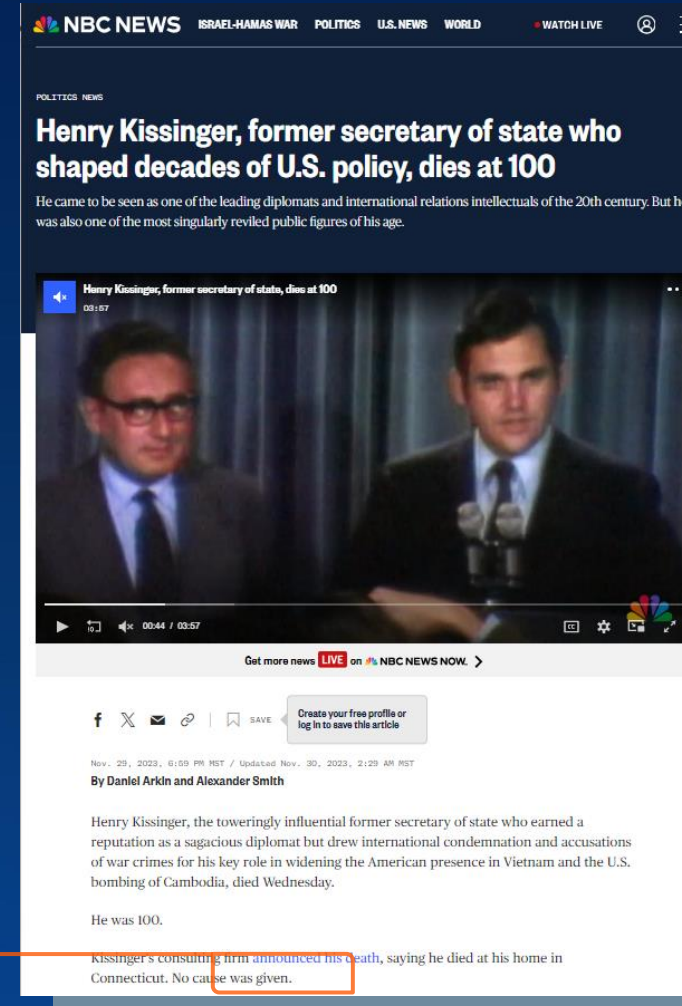 NBC NEWS ISRAEL-HAMAS WAR POLITICS U.S. NEWS WORLD WATCH LIVE
POLITICS NEWS
Henry Kissinger, former secretary of state who
shaped decades of U.S. policy, dies at 100
He came to be seen as one of the leading diplomats and international relations intellectuals of the 20th century. But h
was also one of the most singularly reviled public figures of his age.
Henry Kissinger, former secretary of state, dies at 100
03:57
10 00:44 / 03:57 CC
Get more news LIVE on NBC NEWS NOW.
SAVE
Create your free profile or
log in to save this article
Nov. 29, 2023, 6:59 PM MST / Updated Nov. 30, 2023, 2:29 AM MST
By Daniel Arkin and Alexander Smith
Henry Kissinger, the toweringly influential former secretary of state who earned a
reputation as a sagacious diplomat but drew international condemnation and accusations
of war crimes for his key role in widening the American presence in Vietnam and the U.S.
bombing of Cambodia, died Wednesday.
He was 100.
Kissinger's consulting firm announced his death, saying he died at his home in
Connecticut. No cause was given.